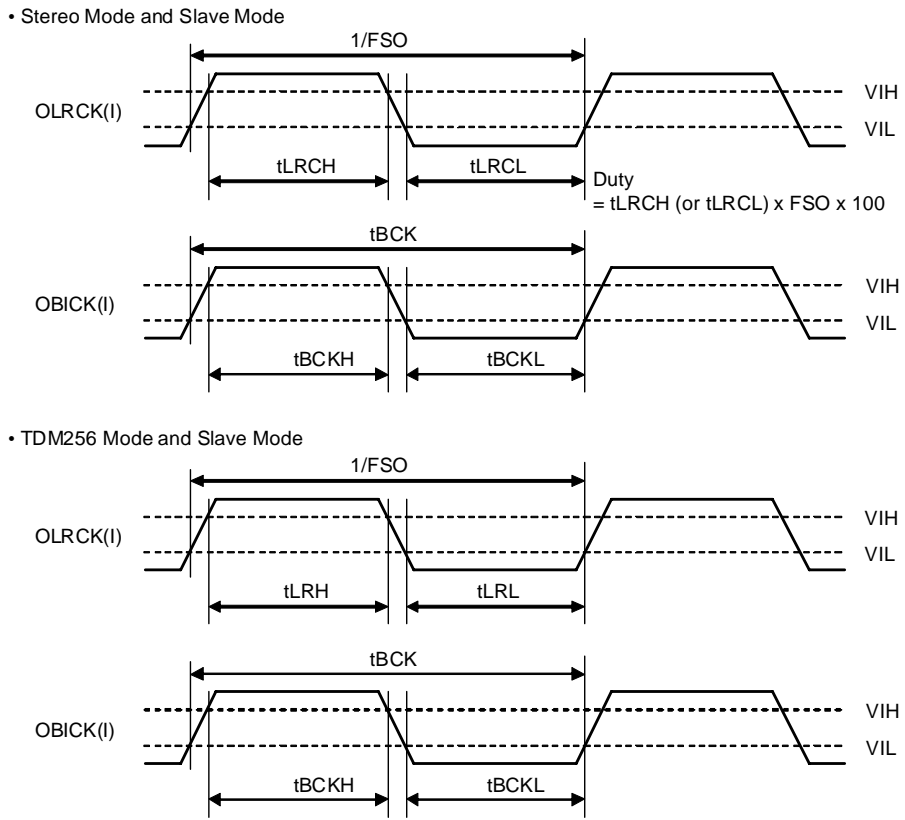 • Stereo Mode and Slave Mode
1/FSO
OLRCK(I)
VIH
VIL
tLRCH
tLRCL
Duty
= tLRCH (or tLRCL) x FSO x 100
tBCK
OBICK(I)
VIH
VIL
tBCKH
tBCKL
• TDM256 Mode and Slave Mode
1/FSO
OLRCK(I)
VIH
VIL
tLRH
tLRL
tBCK
OBICK(I)
VIH
VIL
tBCKH
tBCKL